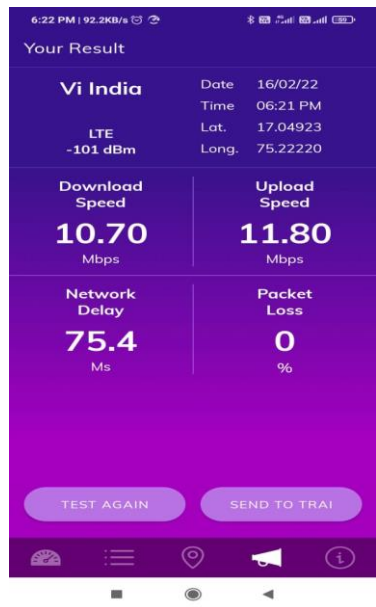 6:22 PM | 92.2KB/s
59
Your Result
Vi India
LTE
-101 dBm
Date 16/02/22
Time 06:21 PM
Lat. 17.04923
Long. 75.22220
Download
Speed
10.70
Mbps
Upload
Speed
11.80
Mbps
Network
Delay
75.4
Ms
Packet
Loss
0
%
TEST AGAIN
SEND TO TRAI